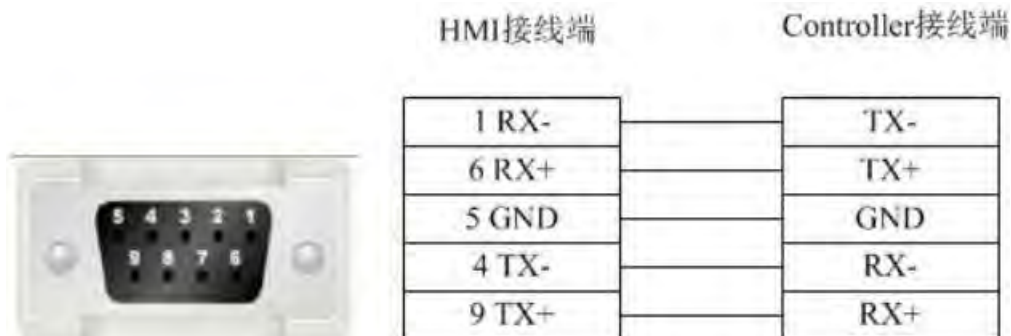 HMI接线端 Controller接线端
1 RX- TX-
6 RX+ TX+
5 4 3 2 1
5 GND GND
9 8 7 6
4 TX- RX-
9 TX+ RX+